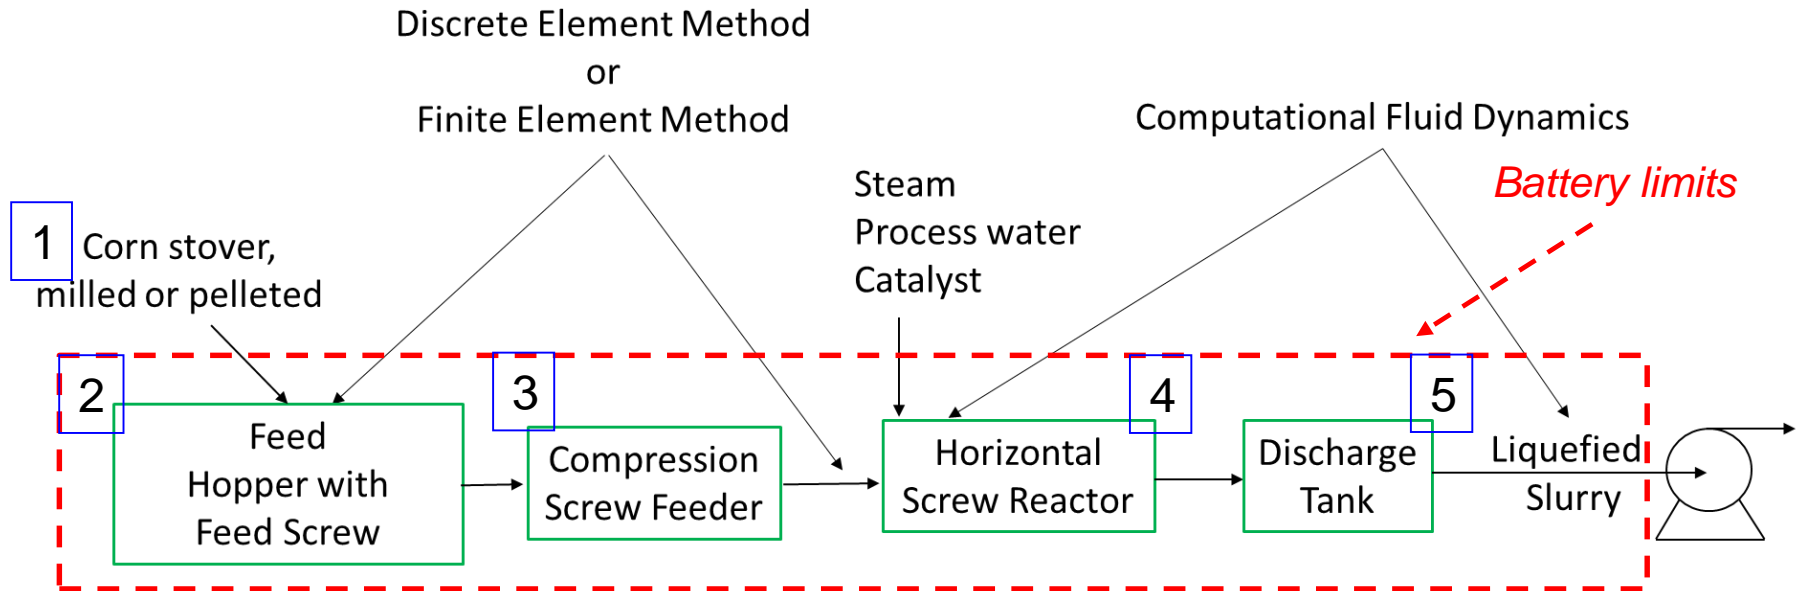 Discrete Element Method
or
Finite Element Method
Computational Fluid Dynamics
Battery limits
Steam
Process water
Catalyst
1
Corn stover,
milled or pelleted
2
Feed
Hopper with
Feed Screw
3
Compression
Screw Feeder
Horizontal
Screw Reactor
4
Discharge
Tank
5
Liquefied
Slurry